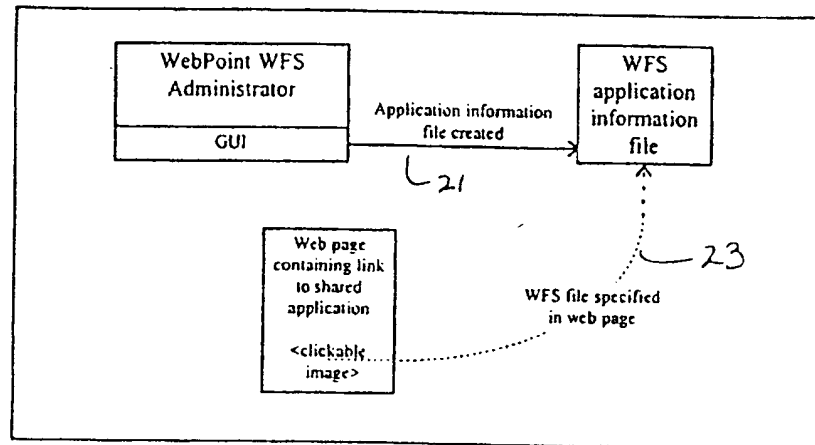 WebPoint WFS
Administrator
GUI
Application information
file created
21
WFS
application
information
file
23
Web page
containing link
to shared
application
<clickable
image>
WFS file specified
in web page